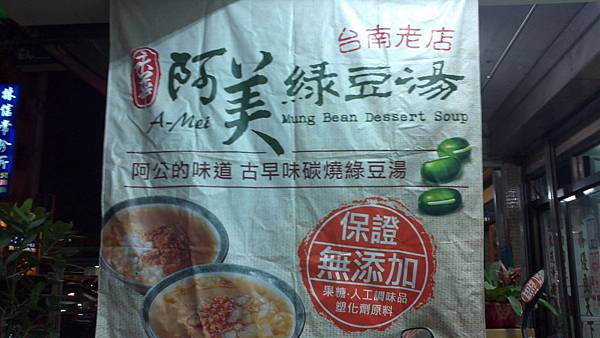 台南老店
阿美綠豆湯
A-Mei Mung Bean Dessert Soup
阿公的味道 古早味碳燒綠豆湯
保證
無添加
果糖·人工調味品
塑化劑原料